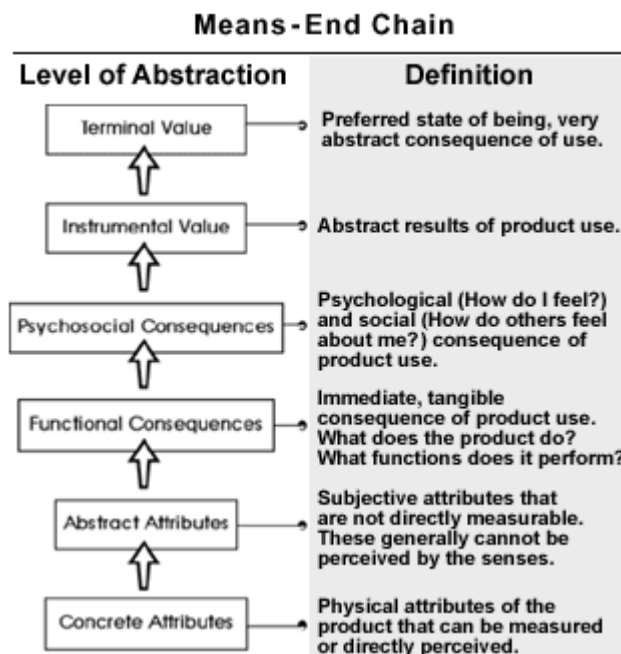 Means-End Chain
Level of Abstraction
Definition
Terminal Value
Preferred state of being, very
abstract consequence of use.
Instrumental Value
Abstract results of product use.
Psychosocial Consequences
Psychological (How do I feel?)
and social (How do others feel
about me?) consequence of
product use.
Functional Consequences
Immediate, tangible
consequence of product use.
What does the product do?
What functions does it perform?
Abstract Attributes
Subjective attributes that
are not directly measurable.
These generally cannot be
perceived by the senses.
Concrete Attributes
Physical attributes of the
product that can be measured
or directly perceived.